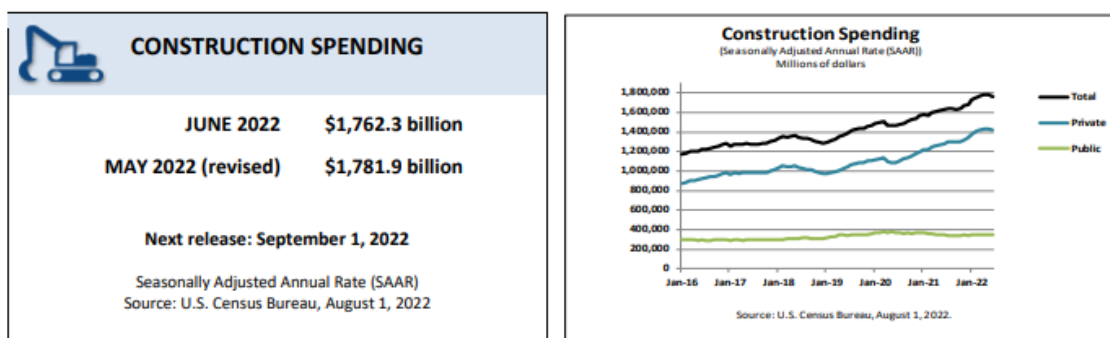 CONSTRUCTION SPENDING
JUNE 2022 $1,762.3 billion
MAY 2022 (revised) $1,781.9 billion
Next release: September 1, 2022
Seasonally Adjusted Annual Rate (SAAR)
Source: U.S. Census Bureau, August 1, 2022
Construction Spending
(Seasonally Adjusted Annual Rate (SAAR))
Millions of dollars
1,800,000
1,600,000
1,400,000
1,200,000
1,000,000
800,000
600,000
400,000
200,000
0
Jan-16 Jan-17 Jan-18 Jan-19 Jan-20 Jan-21 Jan-22
Total
Private
Public
Source: U.S. Census Bureau, August 1, 2022.